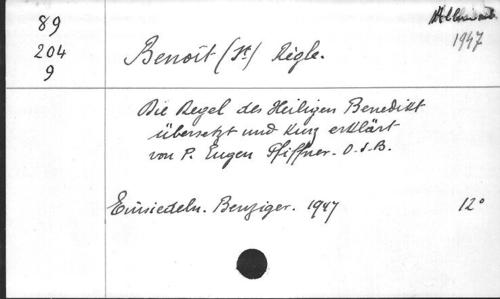 89
204
9
Allemand
1947
Benoît (St) Règle.
Die Regel des Heiligen Benedikt
übersetzt und kurz erklärt
von P. Eugen Pfiffner. O.S.B.
Einsiedeln. Benziger. 1947
12°